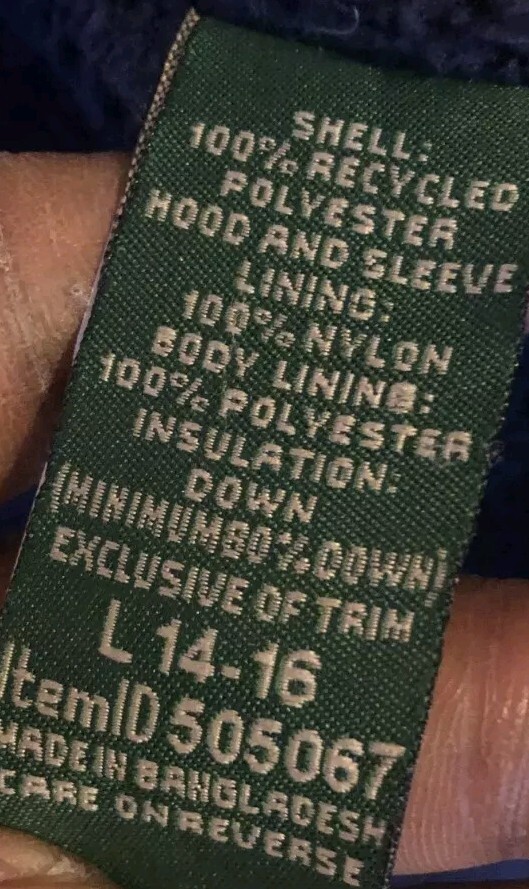 SHELL:
100% RECYCLED
POLYESTER
HOOD AND SLEEVE
LINING:
100% NYLON
BODY LINING:
100% POLYESTER
INSULATION:
DOWN
(MINIMUM 80% DOWN)
EXCLUSIVE OF TRIM
L 14-16
ItemID 505067
MADE IN BANGLADESH
CARE ON REVERSE